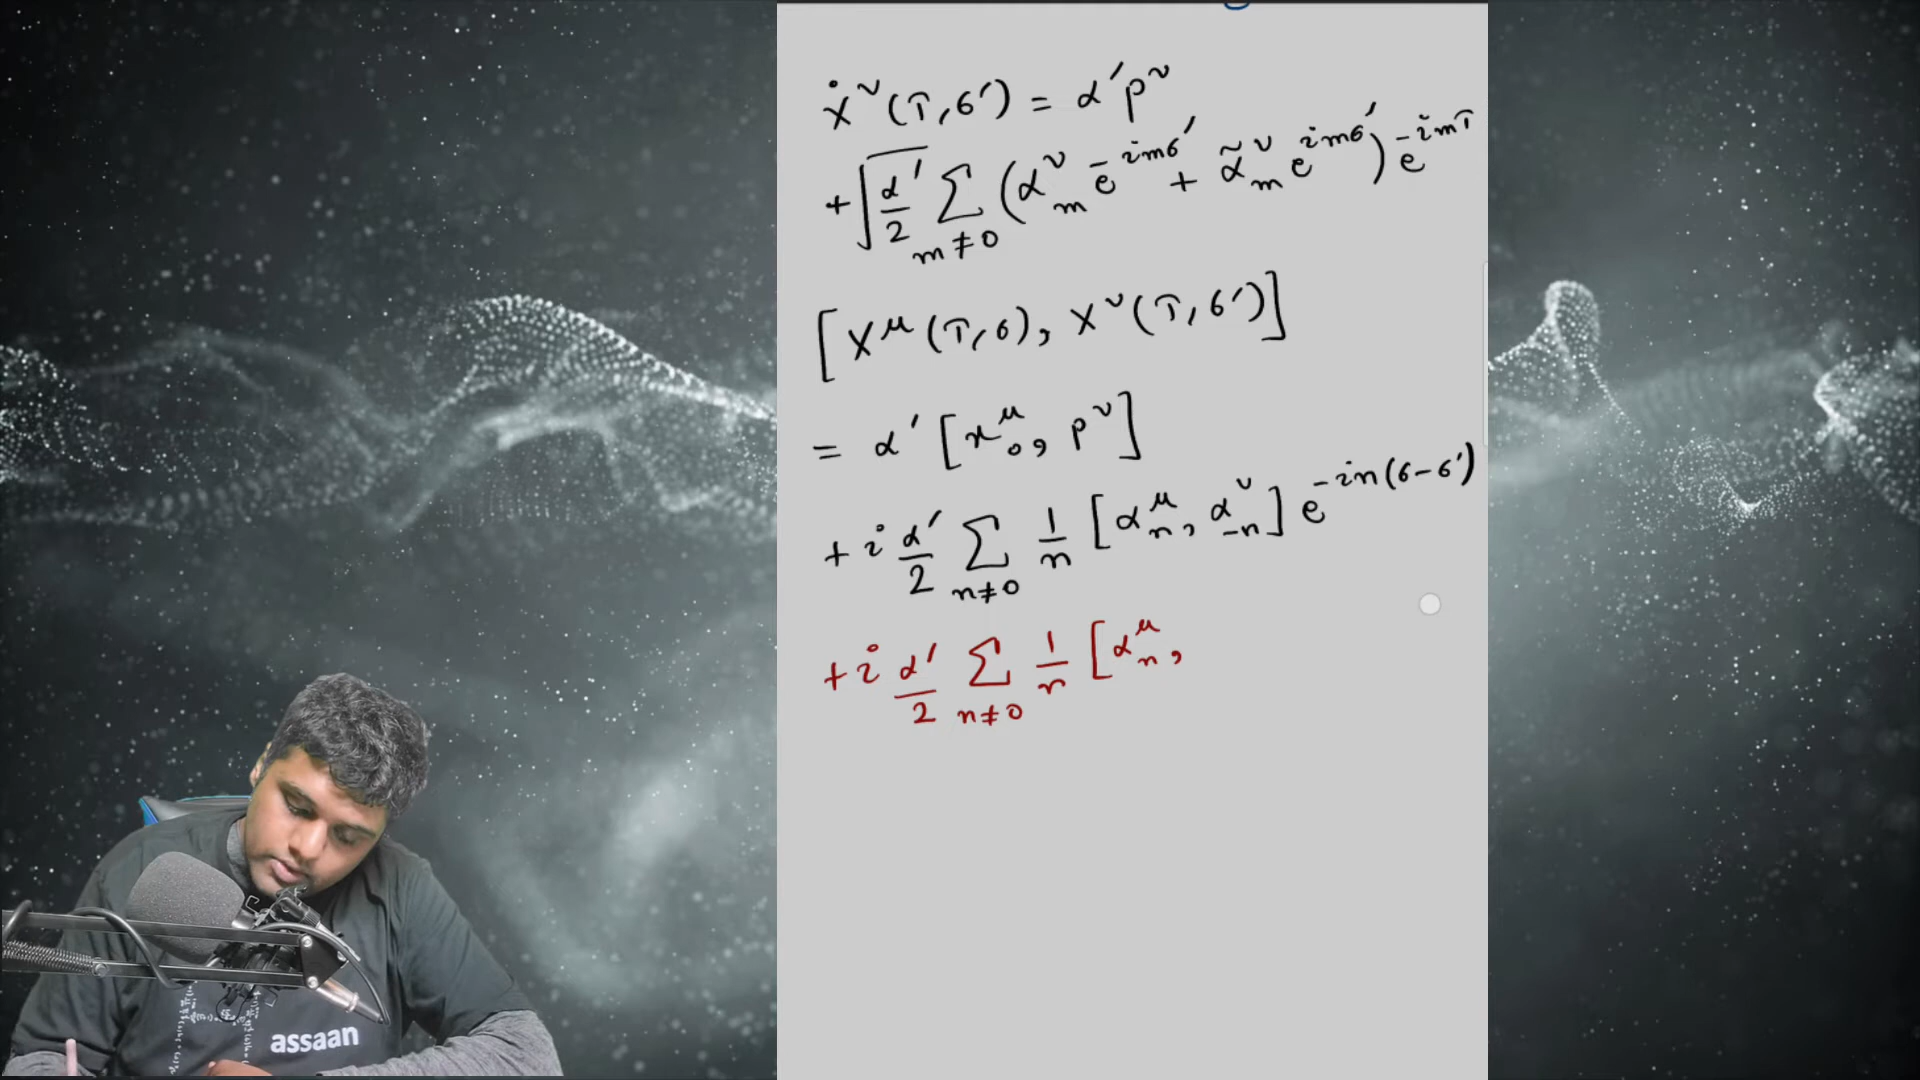 Ẋ^ν(τ,σ′) = α′p^ν
+√(α′/2) Σ_{m≠0} (α^ν_m e^{-imσ′} + α̃^ν_m e^{imσ′}) e^{-imτ}
[X^μ(τ,σ), X^ν(τ,σ′)]
= α′ [x^μ_0, p^ν]
+ i α′/2 Σ_{n≠0} 1/n [α^μ_n, α^ν_{-n}] e^{-in(σ-σ′)}
+ i α′/2 Σ_{n≠0} 1/n [α^μ_n,
assaan